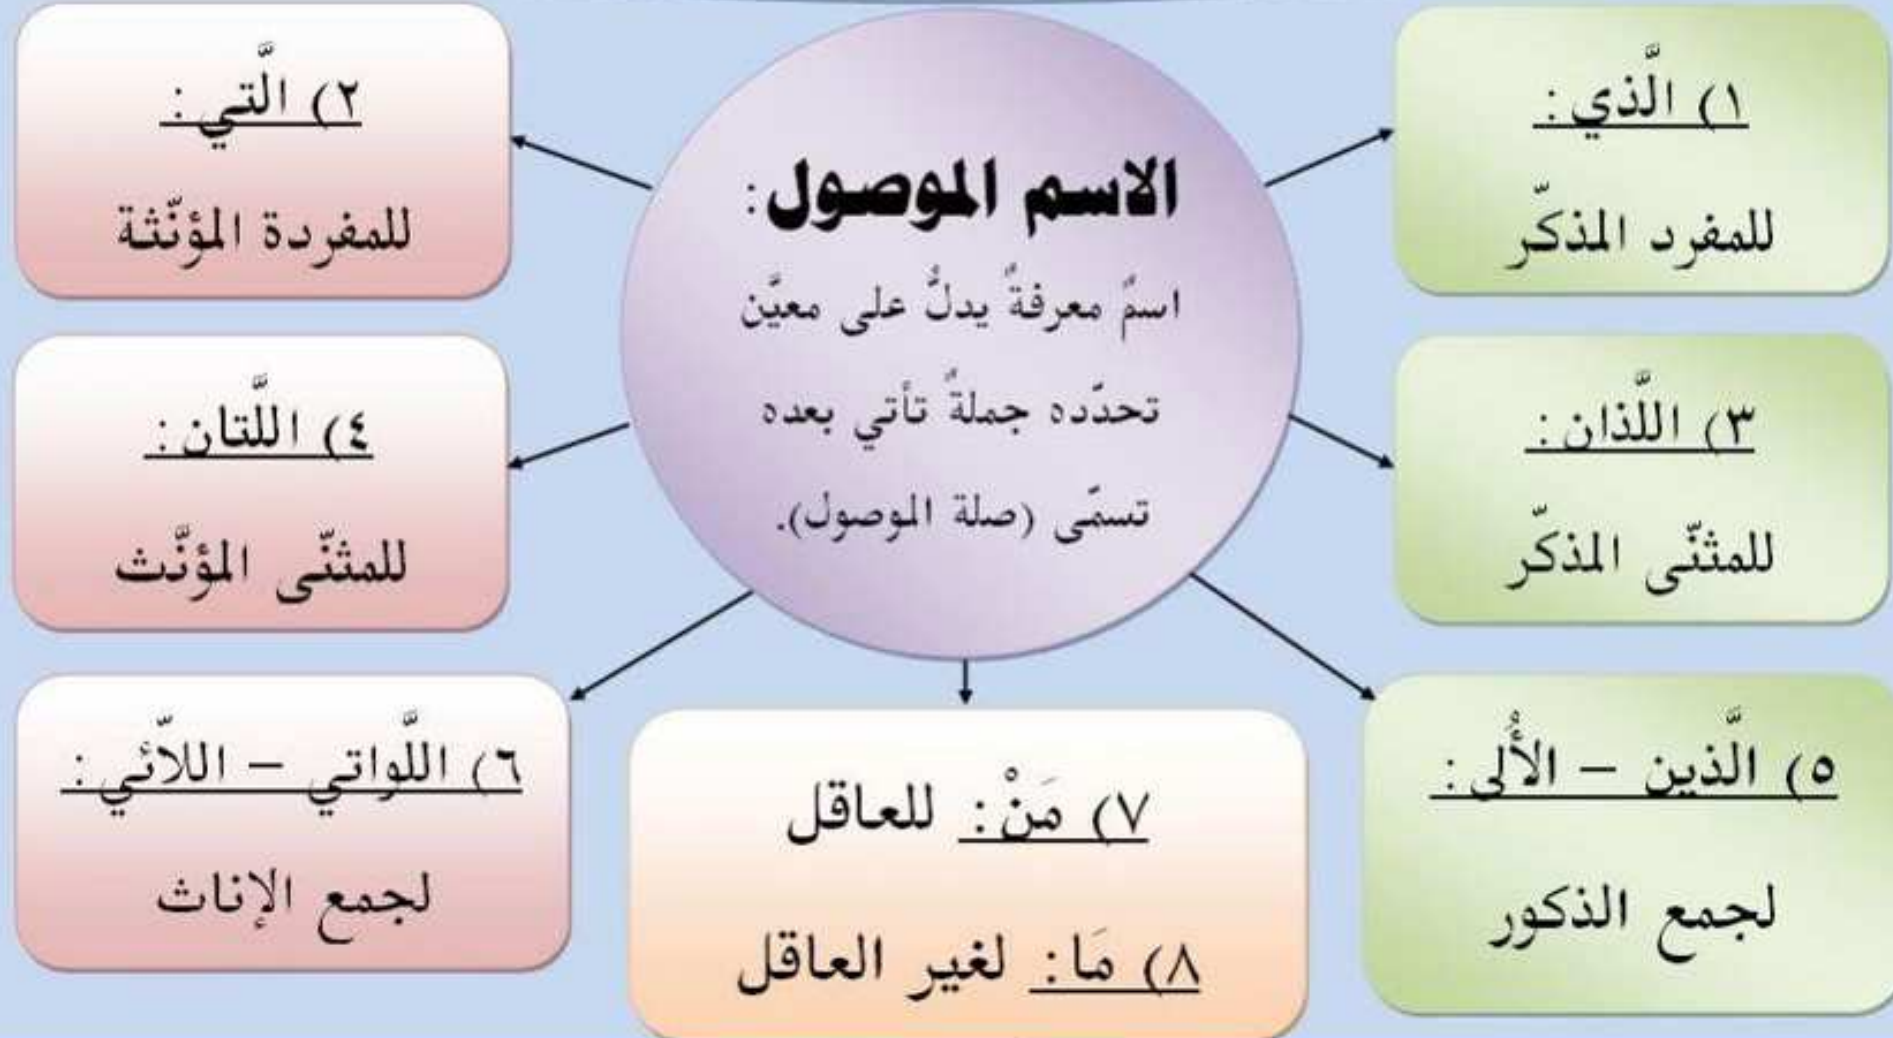 الاسم الموصول:
اسمٌ معرفةٌ يدلُّ على معيَّن
تحدّده جملةٌ تأتي بعده
تسمّى (صلة الموصول).
١) الَّذي:
للمفرد المذكّر
٢) الَّتي:
للمفردة المؤنّثة
٣) اللَّذان:
للمثنّى المذكّر
٤) اللَّتان:
للمثنّى المؤنَّث
٥) الَّذين – الأُلى:
لجمع الذكور
٦) اللَّواتي – اللاّئي:
لجمع الإناث
٧) مَنْ: للعاقل
٨) مَا: لغير العاقل